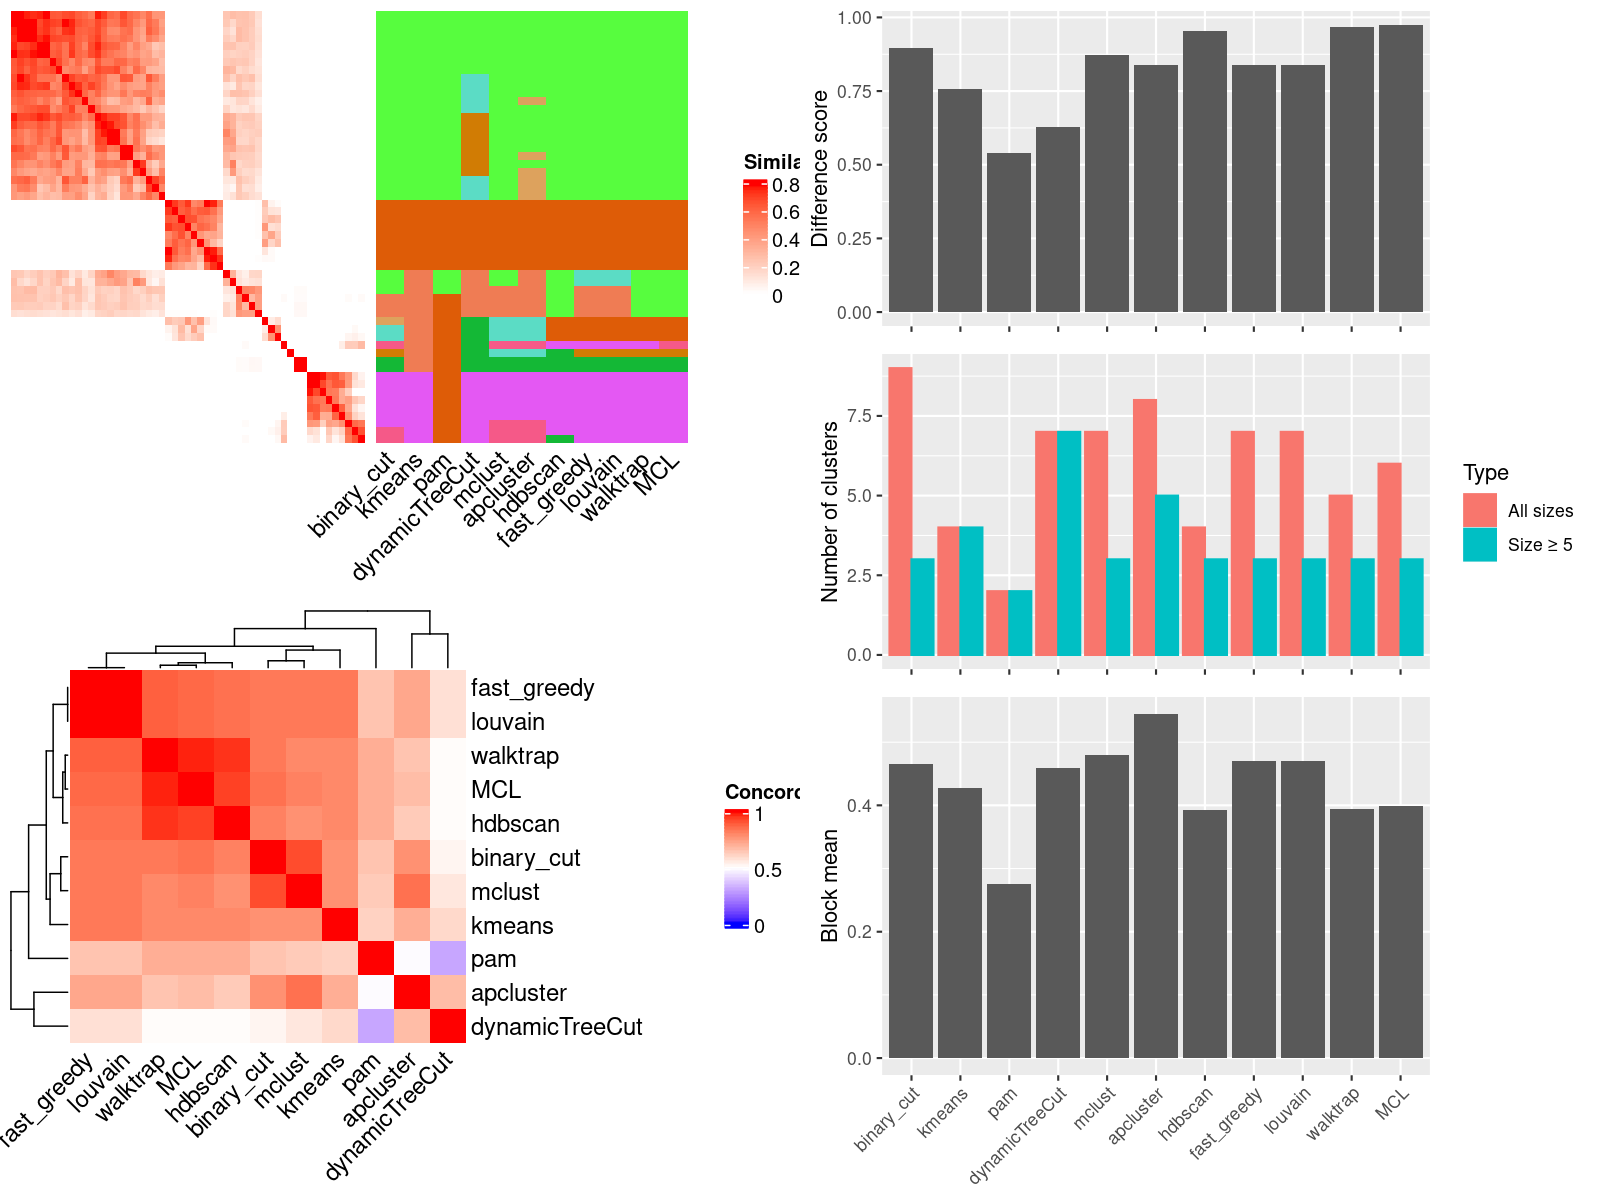 Simila
0.8
0.6
0.4
0.2
0
binary_cut
kmeans
pam
dynamicTreeCut
mclust
apcluster
hdbscan
fast_greedy
louvain
walktrap
MCL
fast_greedy
louvain
walktrap
MCL
hdbscan
binary_cut
mclust
kmeans
pam
apcluster
dynamicTreeCut
fast_greedy
louvain
walktrap
MCL
hdbscan
binary_cut
mclust
kmeans
pam
apcluster
dynamicTreeCut
Concord
1
0.5
0
Difference score
1.00
0.75
0.50
0.25
0.00
Number of clusters
7.5
5.0
2.5
0.0
Type
All sizes
Size ≥ 5
Block mean
0.4
0.2
0.0
binary_cut
kmeans
pam
dynamicTreeCut
mclust
apcluster
hdbscan
fast_greedy
louvain
walktrap
MCL